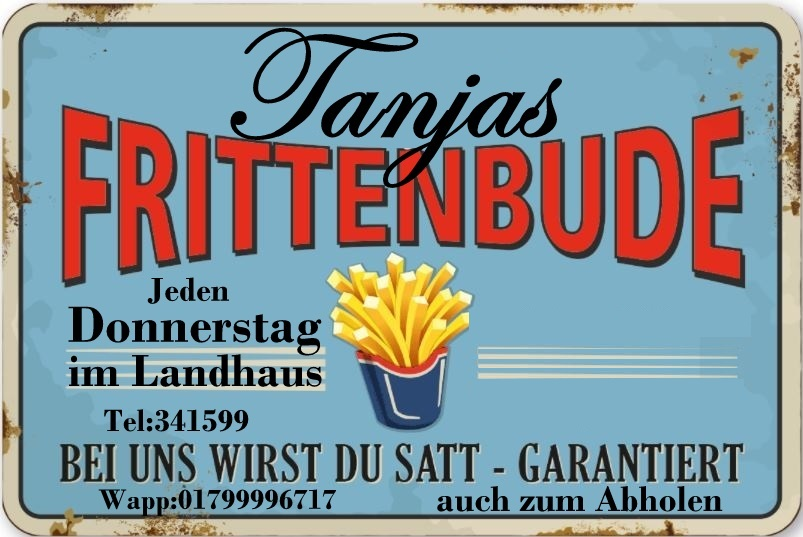 Tanjas
FRITTENBUDE
Jeden
Donnerstag
im Landhaus
Tel:341599
BEI UNS WIRST DU SATT - GARANTIERT
Wapp:01799996717
auch zum Abholen